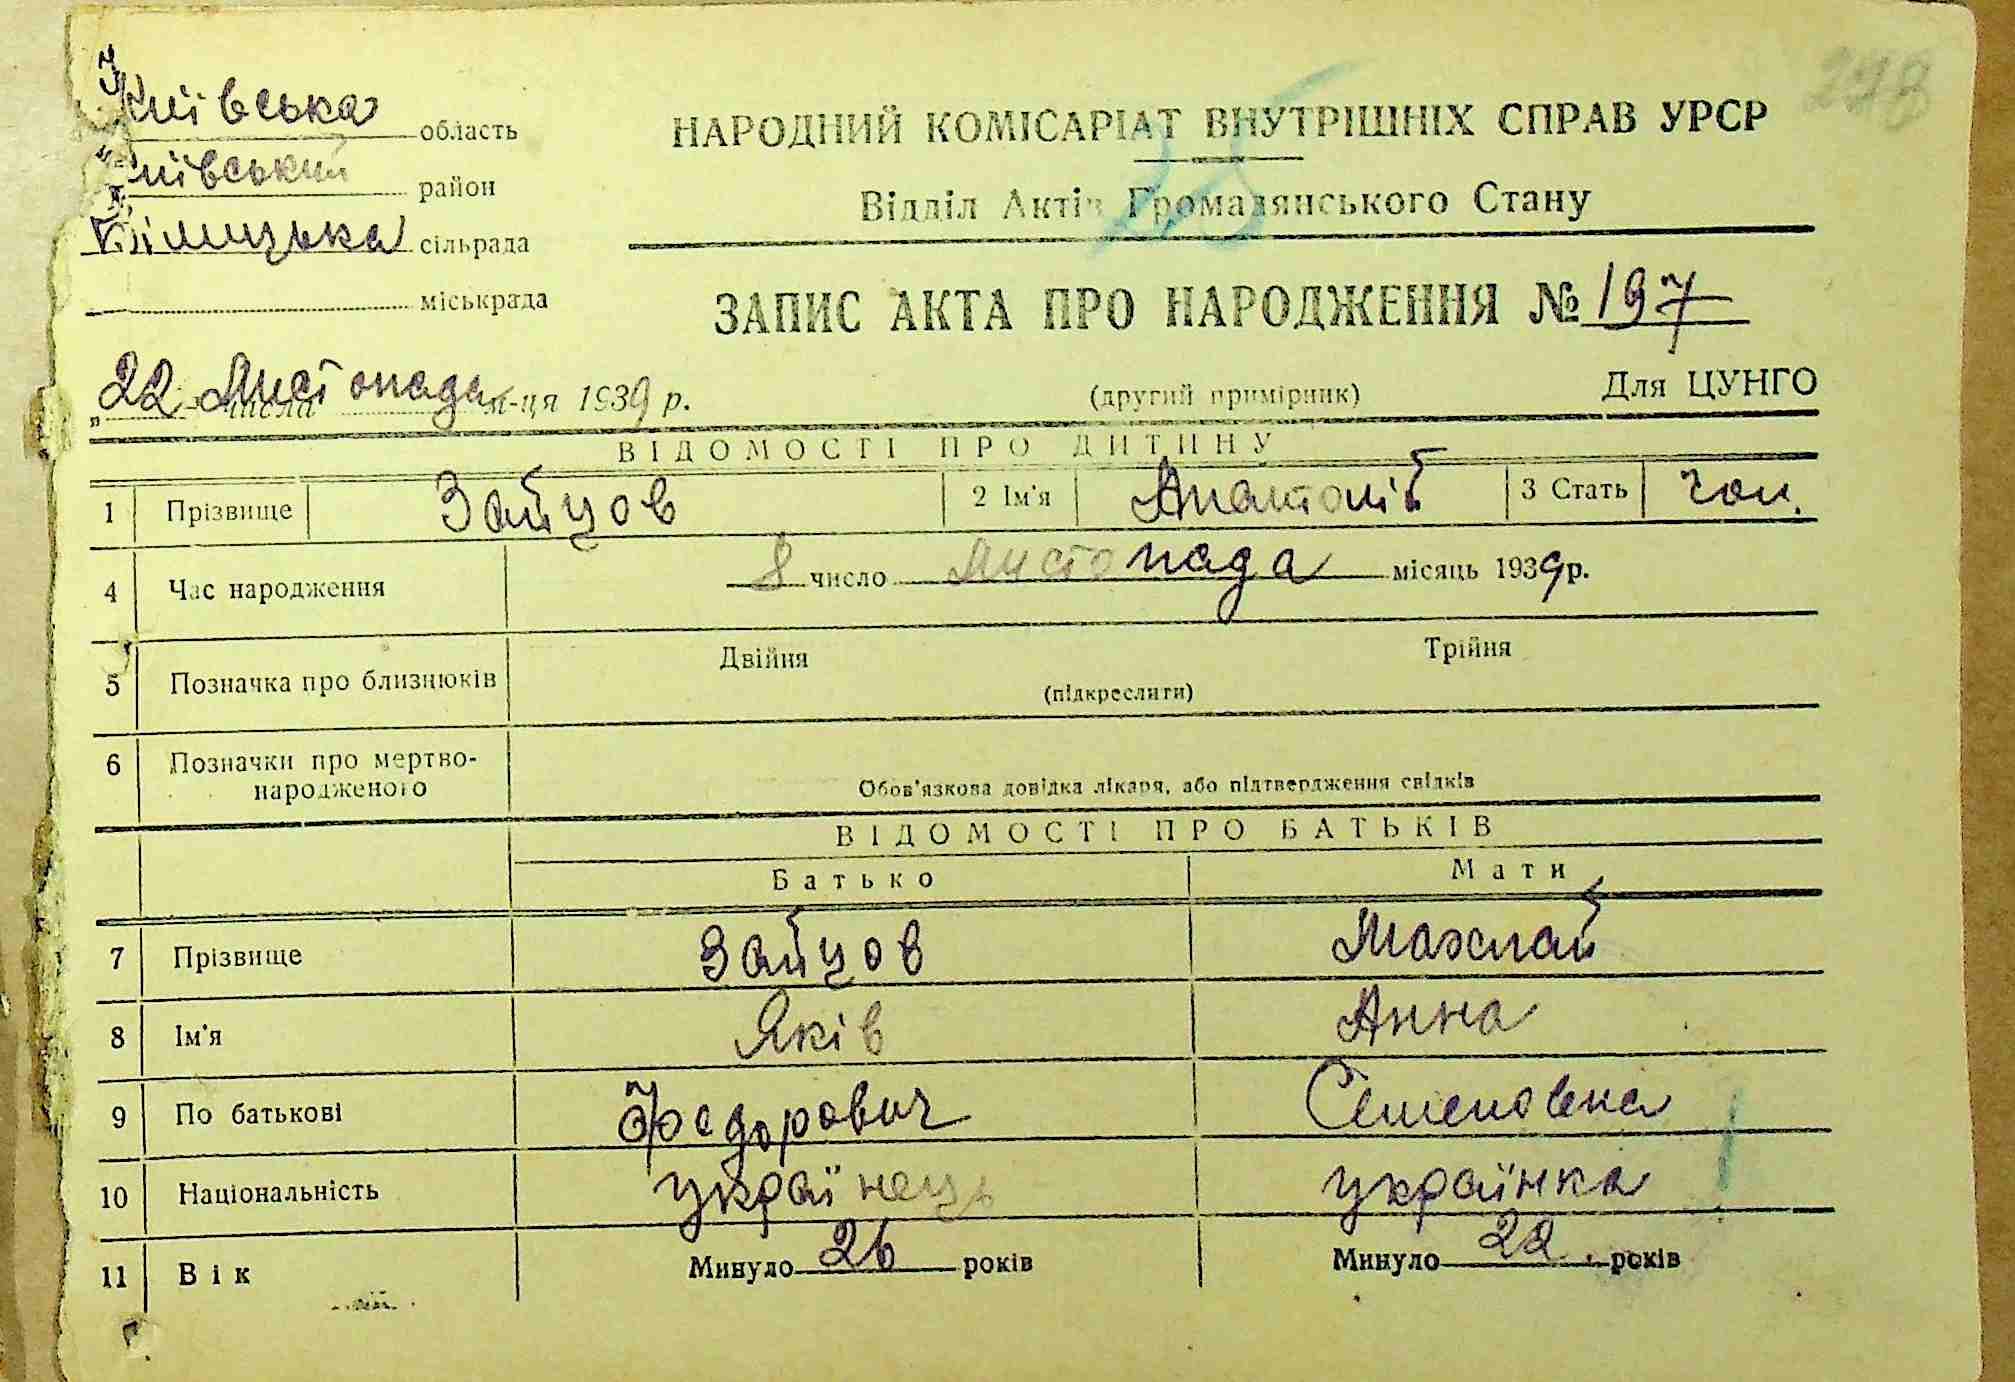 278
Київська область
Київський район
Білицька сільрада
міськрада
НАРОДНИЙ КОМІСАРІАТ ВНУТРІШНІХ СПРАВ УРСР
Відділ Актів Громадянського Стану
25
ЗАПИС АКТА ПРО НАРОДЖЕННЯ № 197
„22 числа Листопада м-ця 1939 р.
(другий примірник)
Для ЦУНГО
ВІДОМОСТІ ПРО ДИТИНУ
1 Прізвище Зайцов 2 Ім'я Анатолій 3 Стать чол.
4 Час народження 8 число Листопада місяць 1939 р.
5 Позначка про близнюків Двійня Трійня
(підкреслити)
6 Позначки про мертво-
народженого
Обов'язкова довідка лікаря, або підтвердження свідків
ВІДОМОСТІ ПРО БАТЬКІВ
Батько Мати
7 Прізвище Зайцов Махлай
8 Ім'я Яків Анна
9 По батькові Федорович Семеновна
10 Національність українець українка
11 Вік Минуло 26 років Минуло 22. років